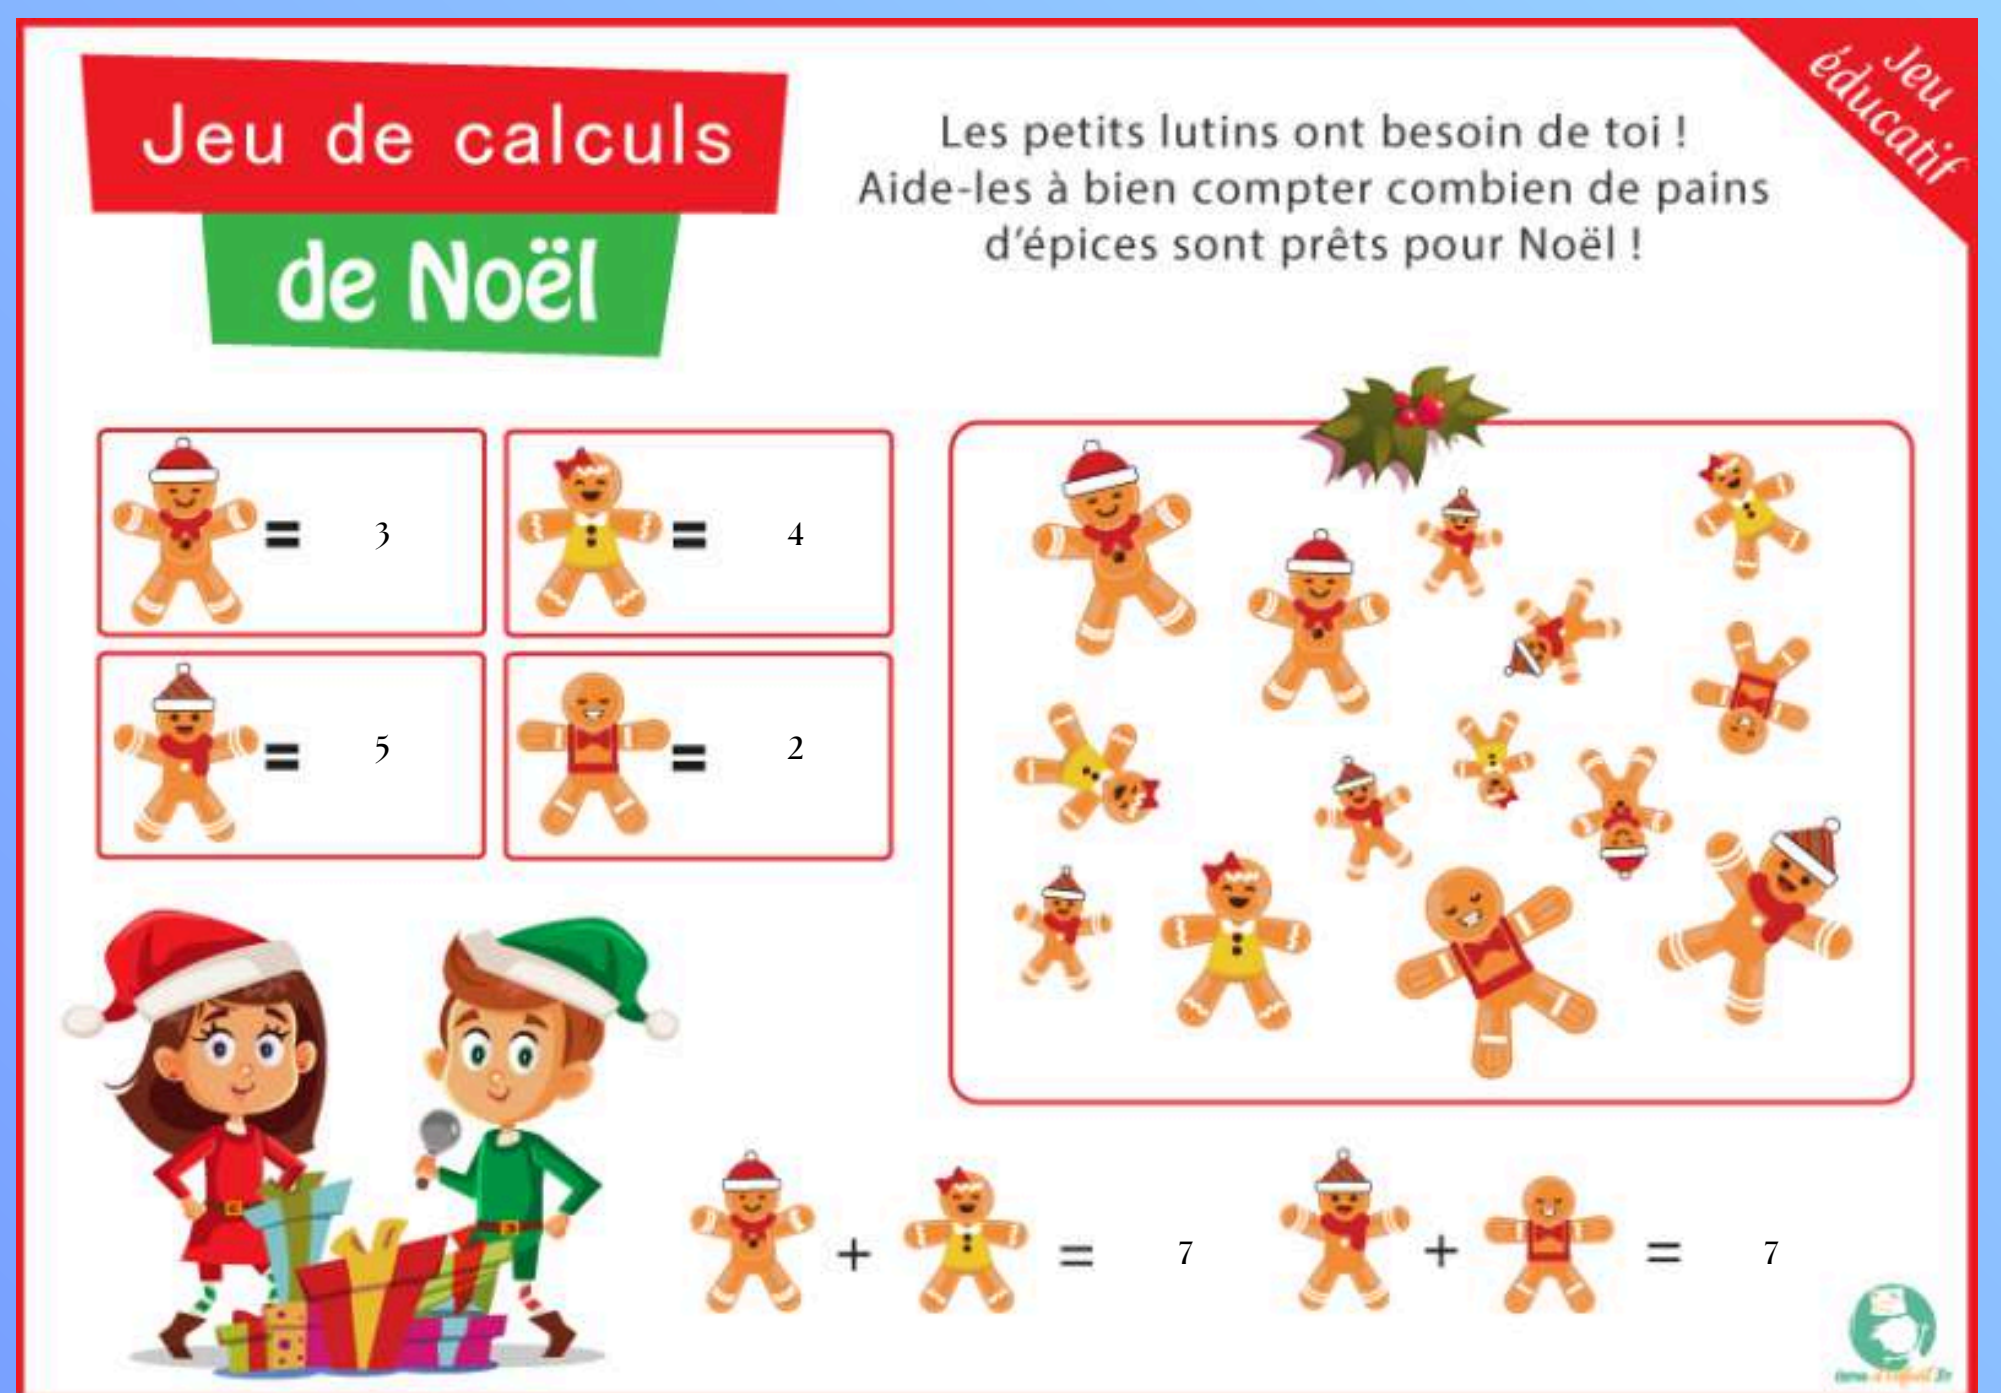 Jeu de calculs
de Noël
Les petits lutins ont besoin de toi !
Aide-les à bien compter combien de pains
d'épices sont prêts pour Noël !
Jeu
éducatif
= 3
= 4
= 5
= 2
+ = 7
+ = 7